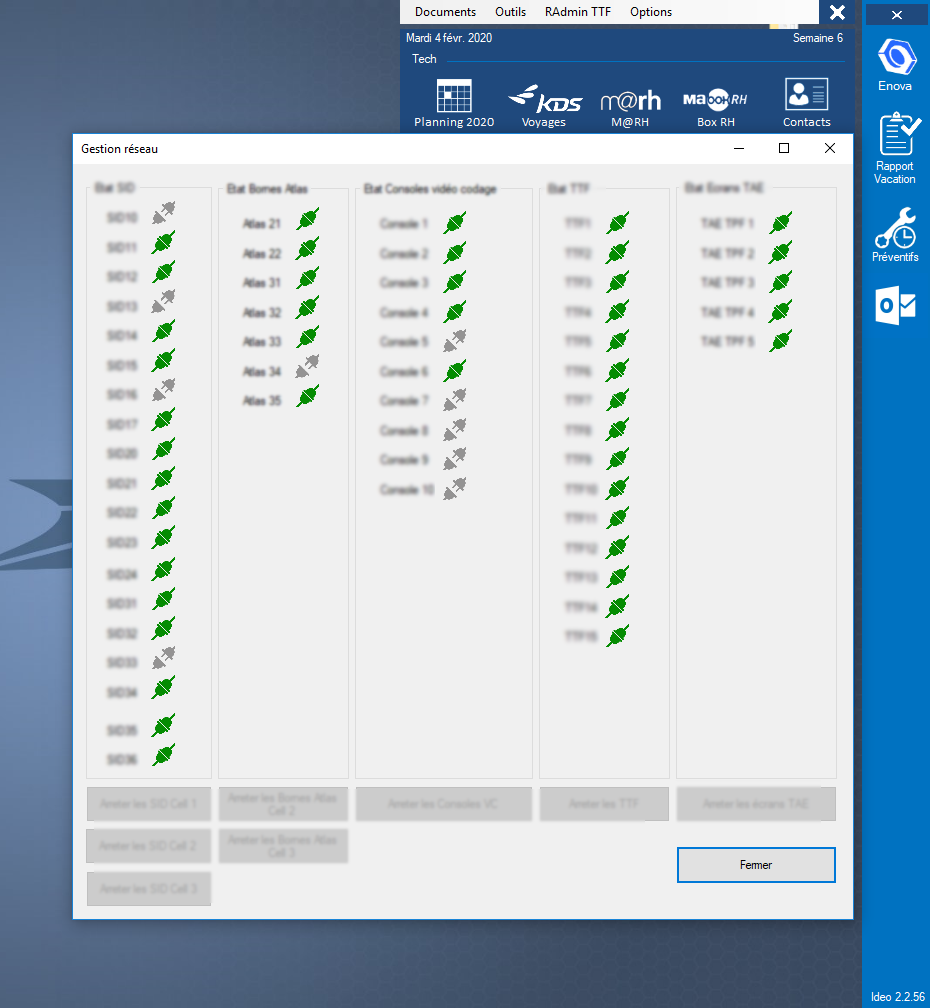 Documents Outils RAdmin TTF Options
Mardi 4 févr. 2020 Semaine 6
Tech
Planning 2020
KDS
Voyages
m@rh
M@RH
MaBOXRH
Box RH
Contacts
Enova
Rapport
Vacation
Préventifs
Gestion réseau
Etat SID
SID10
SID11
SID12
SID13
SID14
SID15
SID16
SID17
SID20
SID21
SID22
SID23
SID24
SID31
SID32
SID33
SID34
SID35
SID36
Etat Bornes Atlas
Atlas 21
Atlas 22
Atlas 31
Atlas 32
Atlas 33
Atlas 34
Atlas 35
Etat Consoles vidéo codage
Console 1
Console 2
Console 3
Console 4
Console 5
Console 6
Console 7
Console 8
Console 9
Console 10
Etat TTF
TTF1
TTF2
TTF3
TTF4
TTF5
TTF6
TTF7
TTF8
TTF9
TTF10
TTF11
TTF12
TTF13
TTF14
TTF15
Etat Ecrans TAE
TAE TPF 1
TAE TPF 2
TAE TPF 3
TAE TPF 4
TAE TPF 5
Arreter les SID Cell 1
Arreter les Bornes Atlas
Cell 2
Arreter les Consoles VC
Arreter les TTF
Arreter les écrans TAE
Arreter les SID Cell 2
Arreter les Bornes Atlas
Cell 3
Arreter les SID Cell 3
Fermer
Ideo 2.2.56